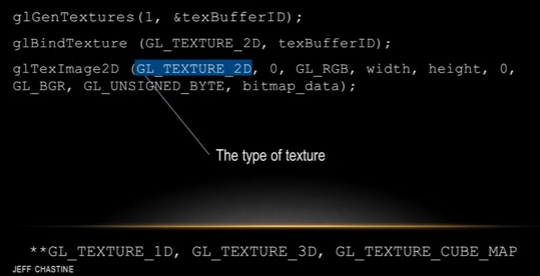 glGenTextures(1, &texBufferID);
glBindTexture (GL_TEXTURE_2D, texBufferID);
glTexImage2D (GL_TEXTURE_2D, 0, GL_RGB, width, height, 0,
GL_BGR, GL_UNSIGNED_BYTE, bitmap_data);
The type of texture
**GL_TEXTURE_1D, GL_TEXTURE_3D, GL_TEXTURE_CUBE_MAP
JEFF CHASTINE